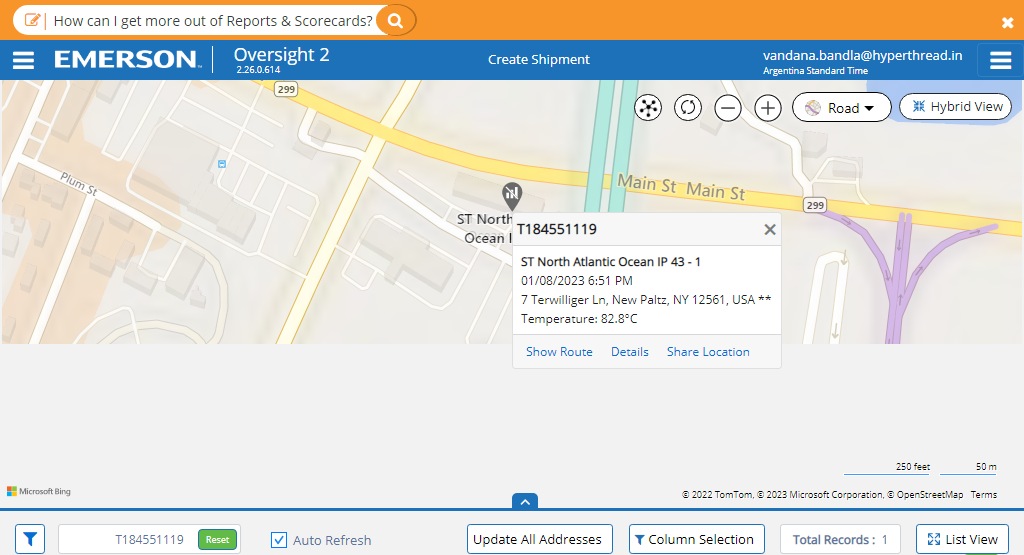 How can I get more out of Reports & Scorecards?
EMERSON
Oversight 2
2.26.0.614
Create Shipment
vandana.bandla@hyperthread.in
Argentina Standard Time
299
Road
Hybrid View
Plum St
Main St Main St
299
ST North
Ocean I
T184551119
ST North Atlantic Ocean IP 43 - 1
01/08/2023 6:51 PM
7 Terwilliger Ln, New Paltz, NY 12561, USA **
Temperature: 82.8°C
Show Route Details Share Location
250 feet 50 m
Microsoft Bing
© 2022 TomTom, © 2023 Microsoft Corporation, © OpenStreetMap Terms
T184551119 Reset
Auto Refresh
Update All Addresses
Column Selection
Total Records : 1
List View